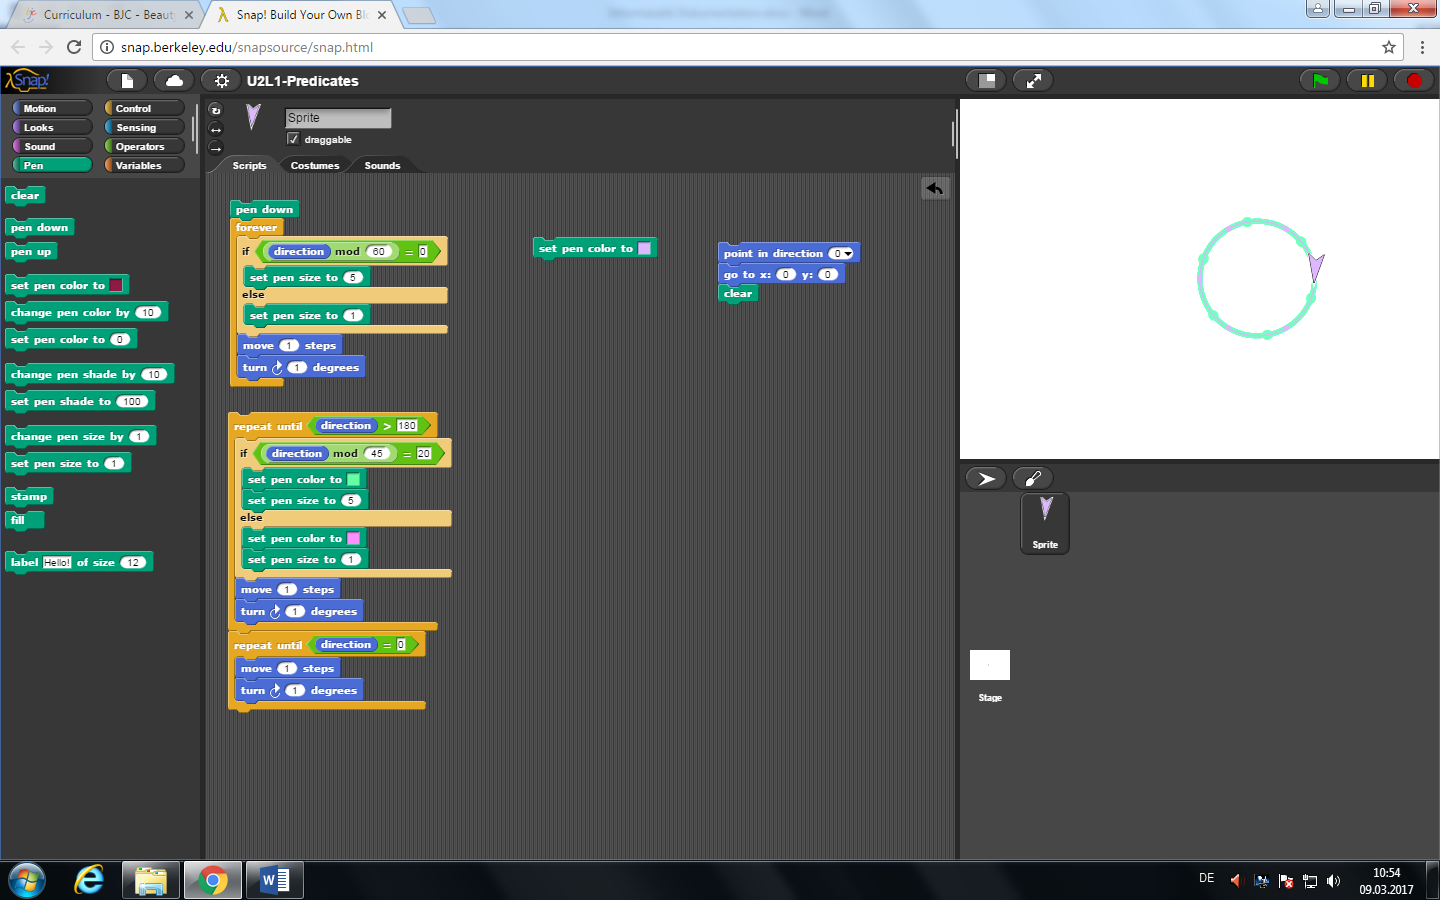 Curriculum - BJC - Beaut
Snap! Build Your Own Blo
snap.berkeley.edu/snapsource/snap.html
Snap!
U2L1-Predicates
Motion
Control
Looks
Sensing
Sound
Operators
Pen
Variables
Sprite
draggable
Scripts
Costumes
Sounds
clear
pen down
pen up
set pen color to
change pen color by 10
set pen color to 0
change pen shade by 10
set pen shade to 100
change pen size by 1
set pen size to 1
stamp
fill
label Hello! of size 12
pen down
forever
if direction mod 60 = 0
set pen size to 5
else
set pen size to 1
move 1 steps
turn 1 degrees
repeat until direction > 180
if direction mod 45 = 20
set pen color to
set pen size to 5
else
set pen color to
set pen size to 1
move 1 steps
turn 1 degrees
repeat until direction = 0
move 1 steps
turn 1 degrees
set pen color to
point in direction 0
go to x: 0 y: 0
clear
Sprite
Stage
DE
10:54
09.03.2017